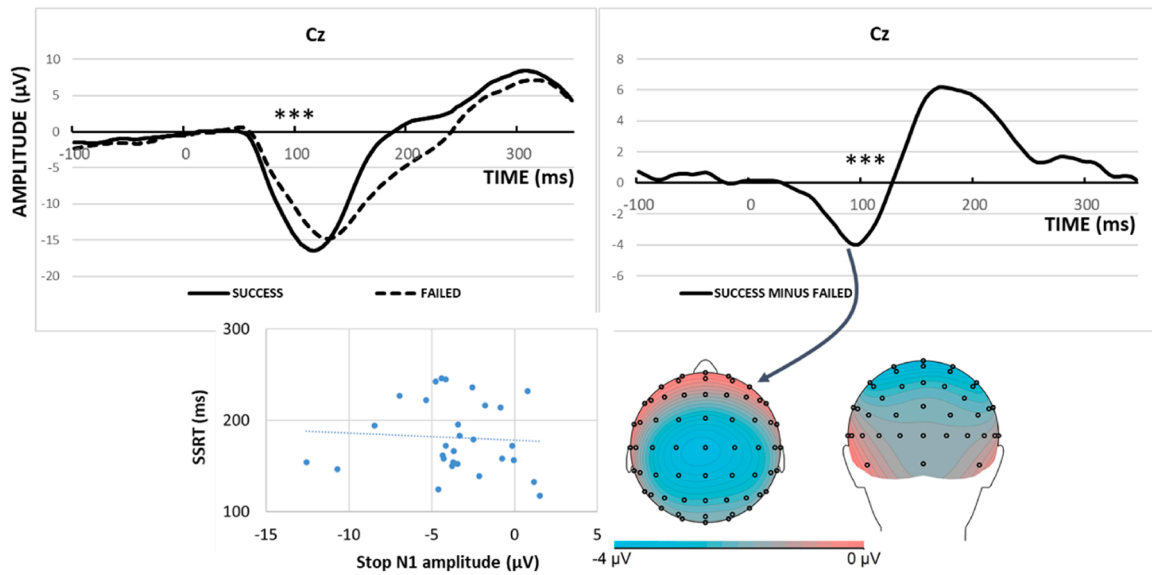 Cz
10
5
0
-5
-10
-15
-20
-100
0
100
200
300
***
AMPLITUDE (µV)
TIME (ms)
SUCCESS
FAILED
Cz
8
6
4
2
0
-2
-4
-6
-100
0
100
200
300
***
TIME (ms)
SUCCESS MINUS FAILED
300
200
100
SSRT (ms)
-15
-10
-5
0
5
Stop N1 amplitude (µV)
-4 µV
0 µV